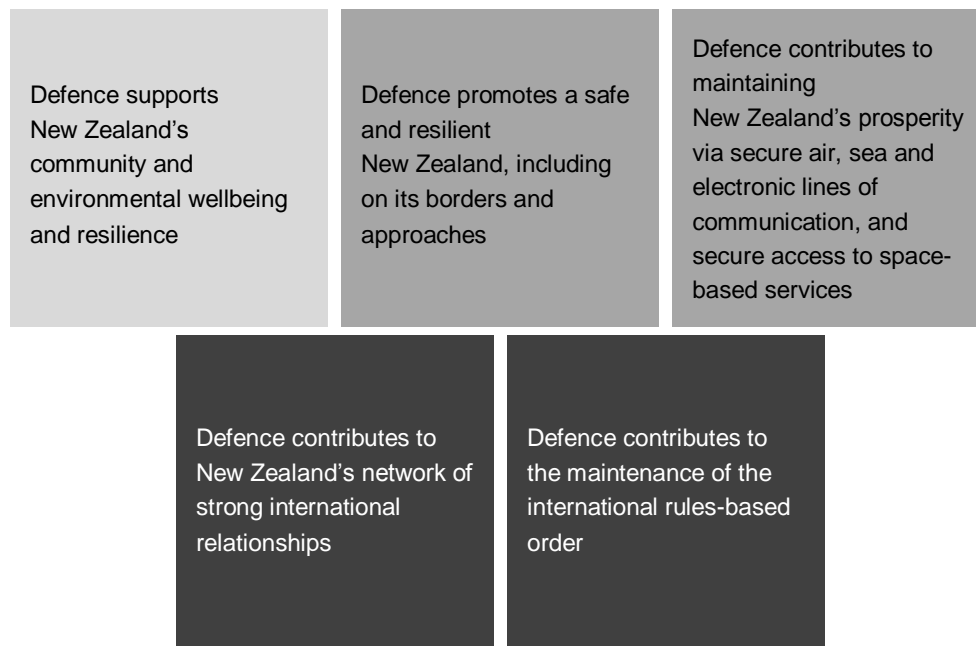 Defence supports
New Zealand’s
community and
environmental wellbeing
and resilience
Defence promotes a safe
and resilient
New Zealand, including
on its borders and
approaches
Defence contributes to
maintaining
New Zealand’s prosperity
via secure air, sea and
electronic lines of
communication, and
secure access to space-
based services
Defence contributes to
New Zealand’s network of
strong international
relationships
Defence contributes to
the maintenance of the
international rules-based
order